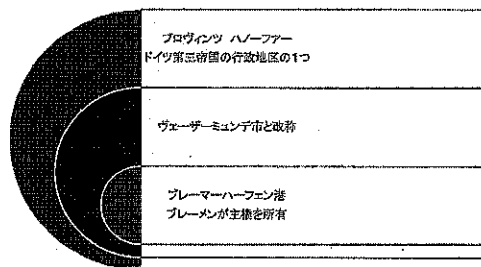 プロヴィンツ ハノーファー
ドイツ第三帝国の行政地区の1つ
ヴェーザーミュンデ市と改称
ブレーマーハーフェン港
ブレーメンが主権を所有